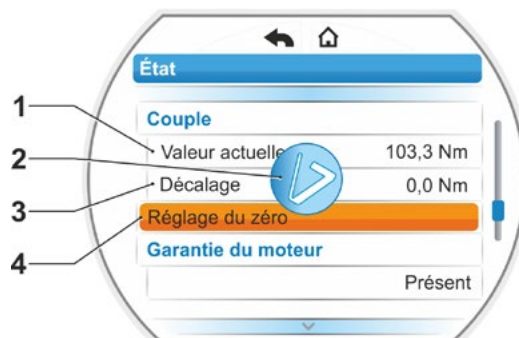 État
Couple
1 Valeur actuelle 103,3 Nm
2
3 Décalage 0,0 Nm
4 Réglage du zéro
Garantie du moteur
Présent